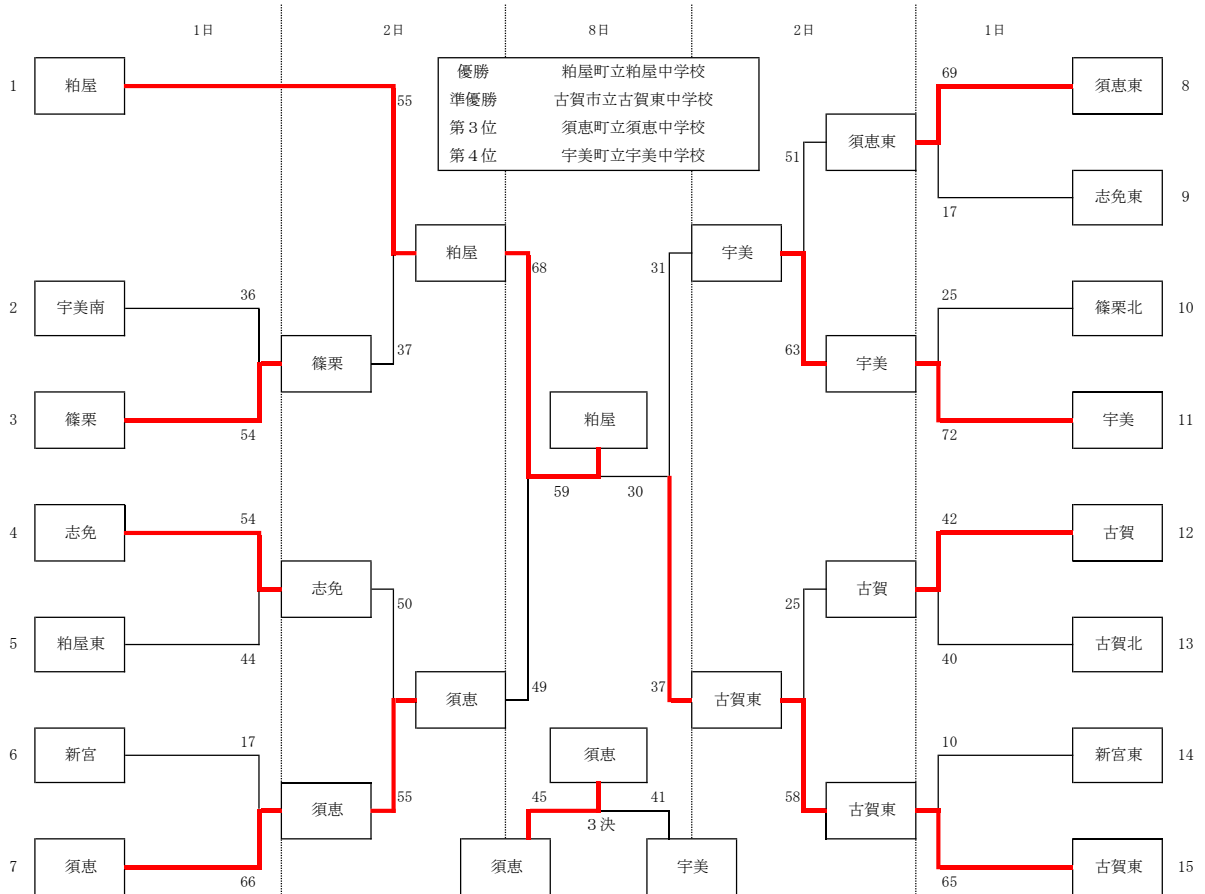 1日 2日 8日 2日 1日
優勝 粕屋町立粕屋中学校
準優勝 古賀市立古賀東中学校
第３位 須恵町立須恵中学校
第４位 宇美町立宇美中学校
1 粕屋
55
69
須恵東 8
須恵東
51
志免東 9
17
粕屋
68
31
宇美
2 宇美南
36
25
篠栗北 10
篠栗
37
63
宇美
3 篠栗
54
粕屋
72
宇美 11
59 30
4 志免
54
42
古賀 12
志免
50
25
古賀
5 粕屋東
44
40
古賀北 13
須恵
49
37
古賀東
6 新宮
17
須恵
10
新宮東 14
須恵
55
45 41
３決
58
古賀東
7 須恵
66
須恵 宇美
65
古賀東 15